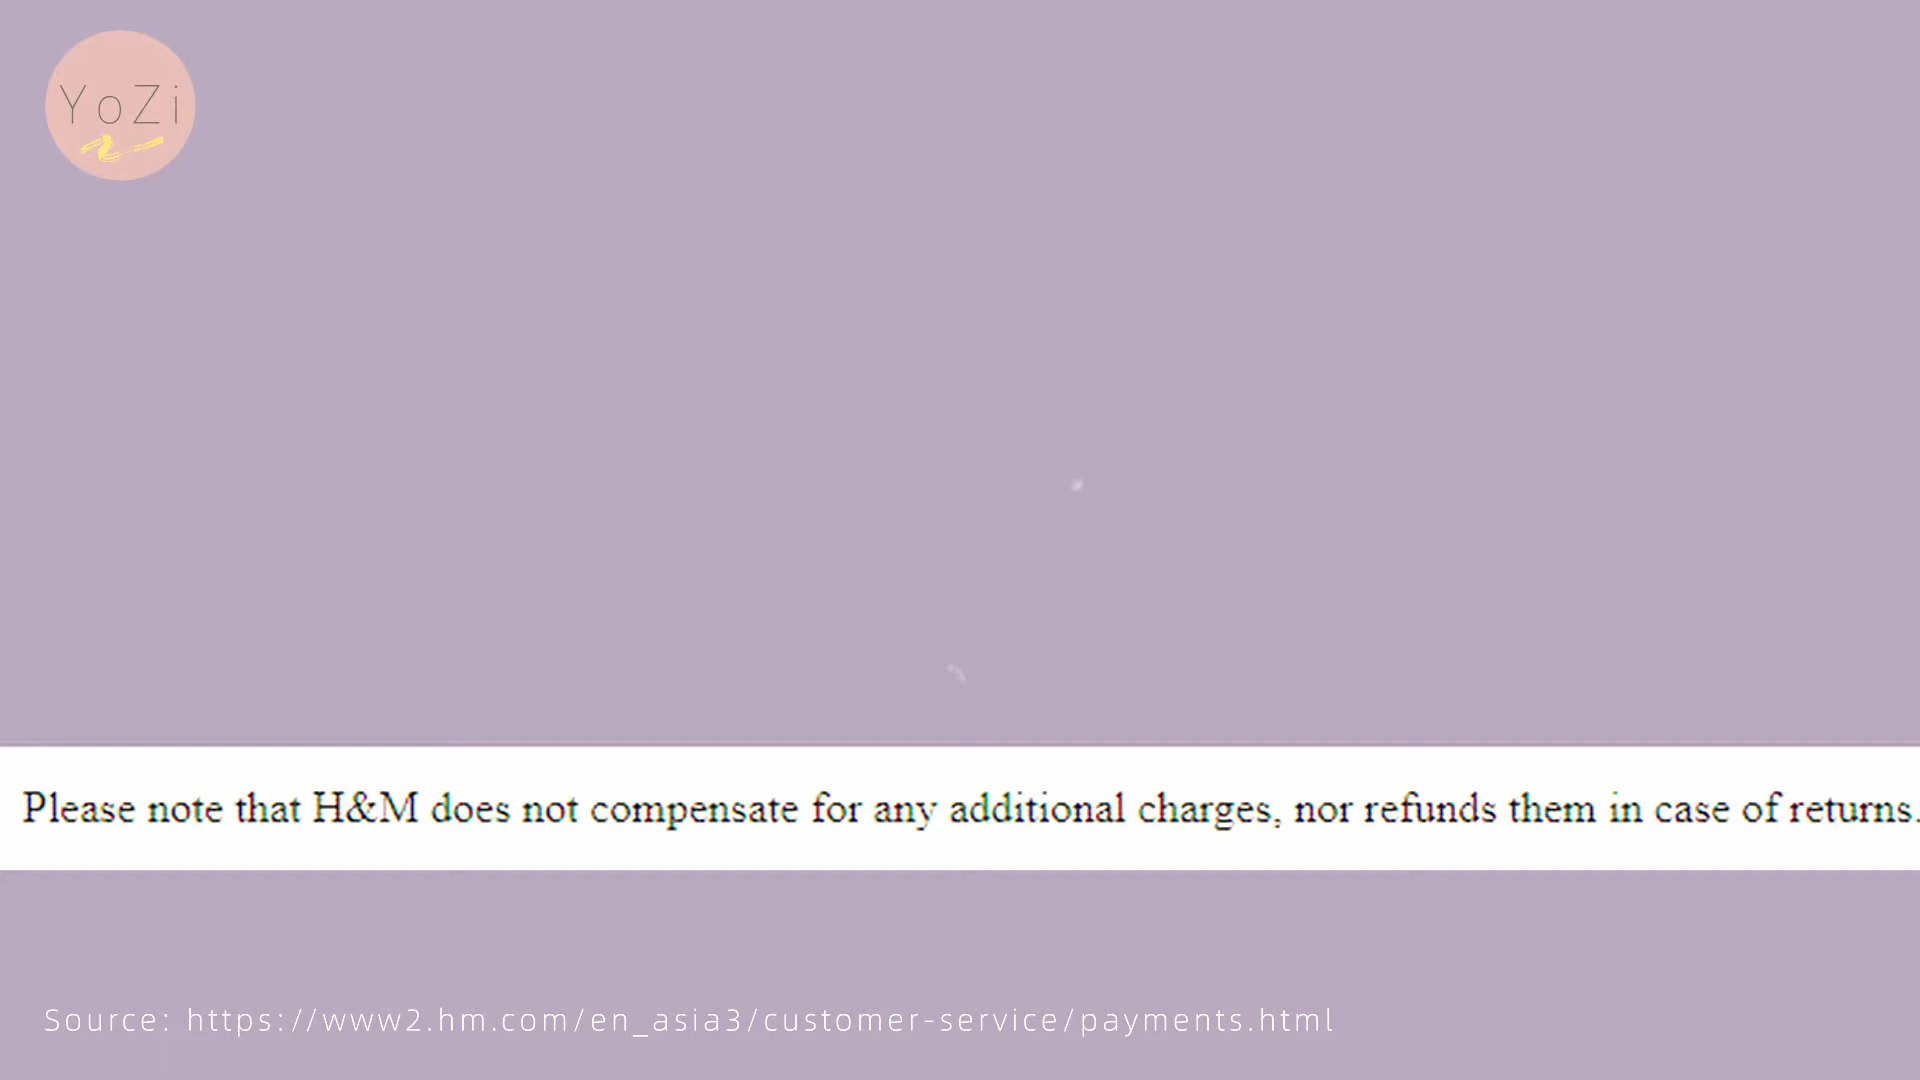 YoZi
Please note that H&M does not compensate for any additional charges, nor refunds them in case of returns.
Source: https://www2.hm.com/en_asia3/customer-service/payments.html